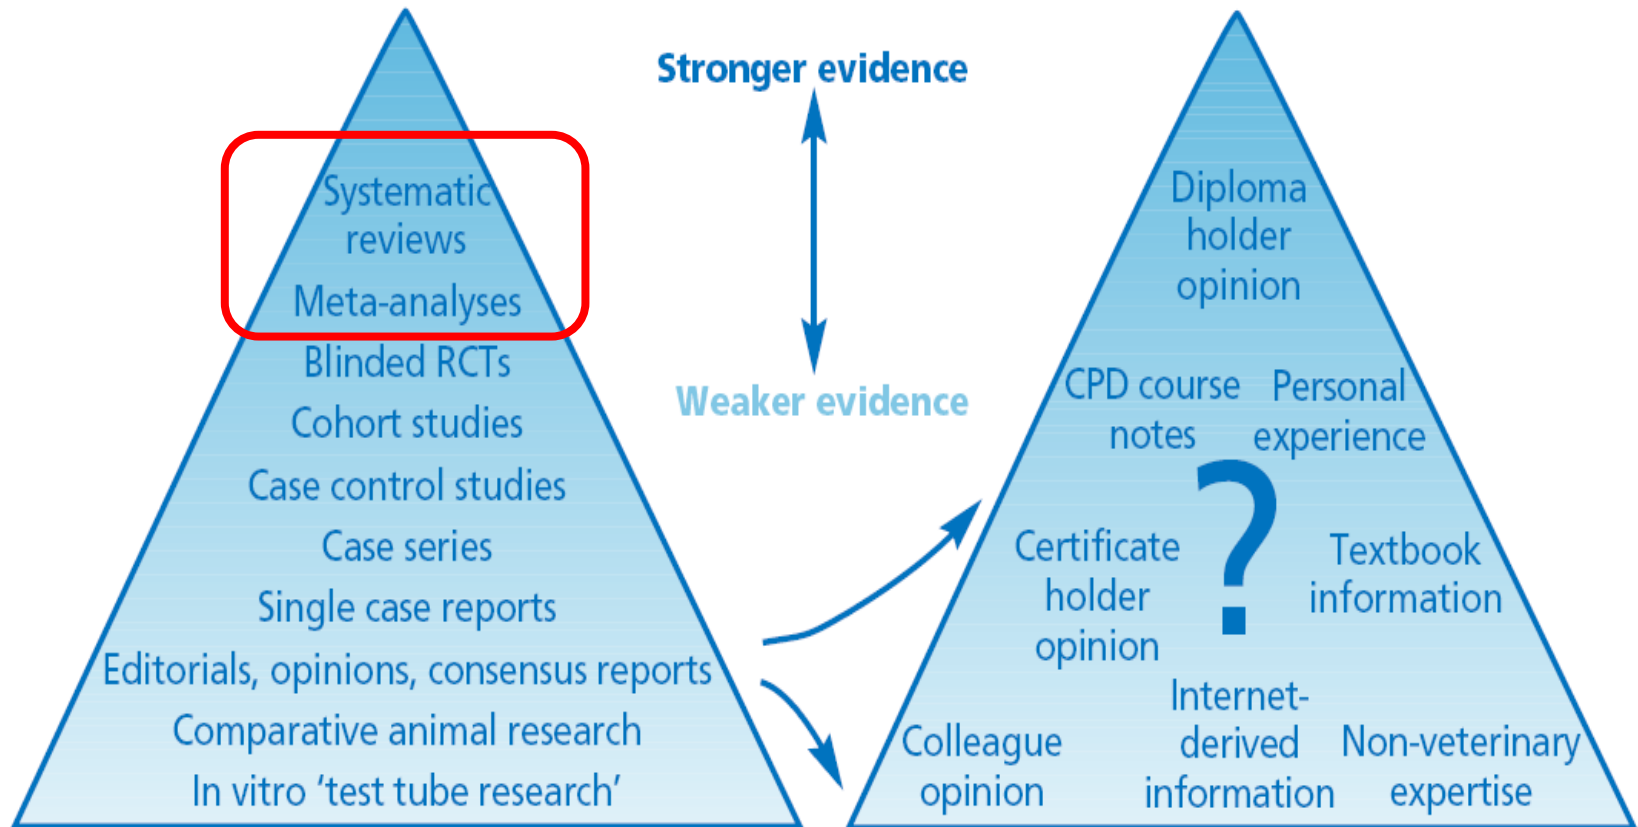 Systematic
reviews
Meta-analyses
Blinded RCTs
Cohort studies
Case control studies
Case series
Single case reports
Editorials, opinions, consensus reports
Comparative animal research
In vitro ‘test tube research’
Stronger evidence
Weaker evidence
Diploma
holder
opinion
CPD course
notes
Personal
experience
?
Certificate
holder
opinion
Textbook
information
Colleague
opinion
Internet-
derived
information
Non-veterinary
expertise